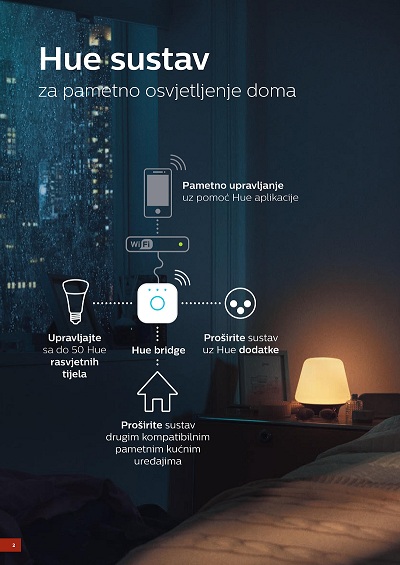 Hue sustav
za pametno osvjetljenje doma
Pametno upravljanje
uz pomoć Hue aplikacije
WiFi
Upravljajte
sa do 50 Hue
rasvjetnih
tijela
Hue bridge
Proširite sustav
uz Hue dodatke
Proširite sustav
drugim kompatibilnim
pametnim kućnim
uređajima
2